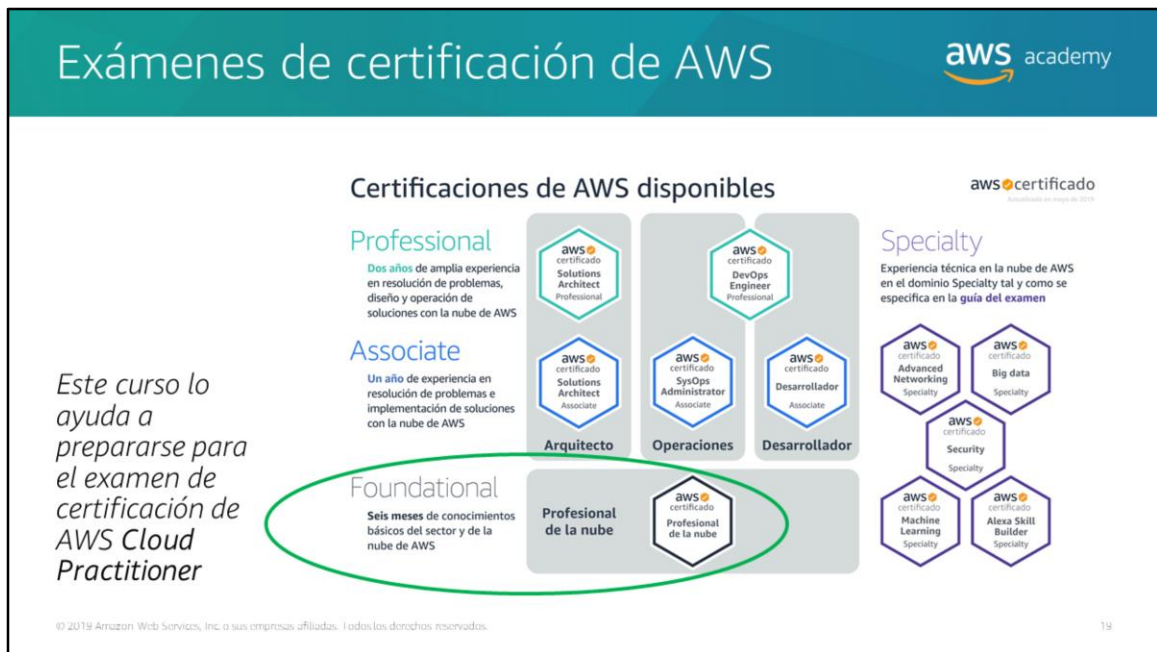 Exámenes de certificación de AWS
aws academy
Certificaciones de AWS disponibles
aws certificado
Actualizado en mayo de 2019
Professional
Dos años de amplia experiencia
en resolución de problemas,
diseño y operación de
soluciones con la nube de AWS
aws
certificado
Solutions
Architect
Professional
aws
certificado
DevOps
Engineer
Professional
Associate
Un año de experiencia en
resolución de problemas e
implementación de soluciones
con la nube de AWS
aws
certificado
Solutions
Architect
Associate
aws
certificado
SysOps
Administrator
Associate
aws
certificado
Desarrollador
Associate
Arquitecto
Operaciones
Desarrollador
Foundational
Seis meses de conocimientos
básicos del sector y de la
nube de AWS
Profesional
de la nube
aws
certificado
Profesional
de la nube
Specialty
Experiencia técnica en la nube de AWS
en el dominio Specialty tal y como se
especifica en la guía del examen
aws
certificado
Advanced
Networking
Specialty
aws
certificado
Big data
Specialty
aws
certificado
Security
Specialty
aws
certificado
Machine
Learning
Specialty
aws
certificado
Alexa Skill
Builder
Specialty
Este curso lo
ayuda a
prepararse para
el examen de
certificación de
AWS Cloud
Practitioner
© 2019 Amazon Web Services, Inc. o sus empresas afiliadas. Todos los derechos reservados.
19